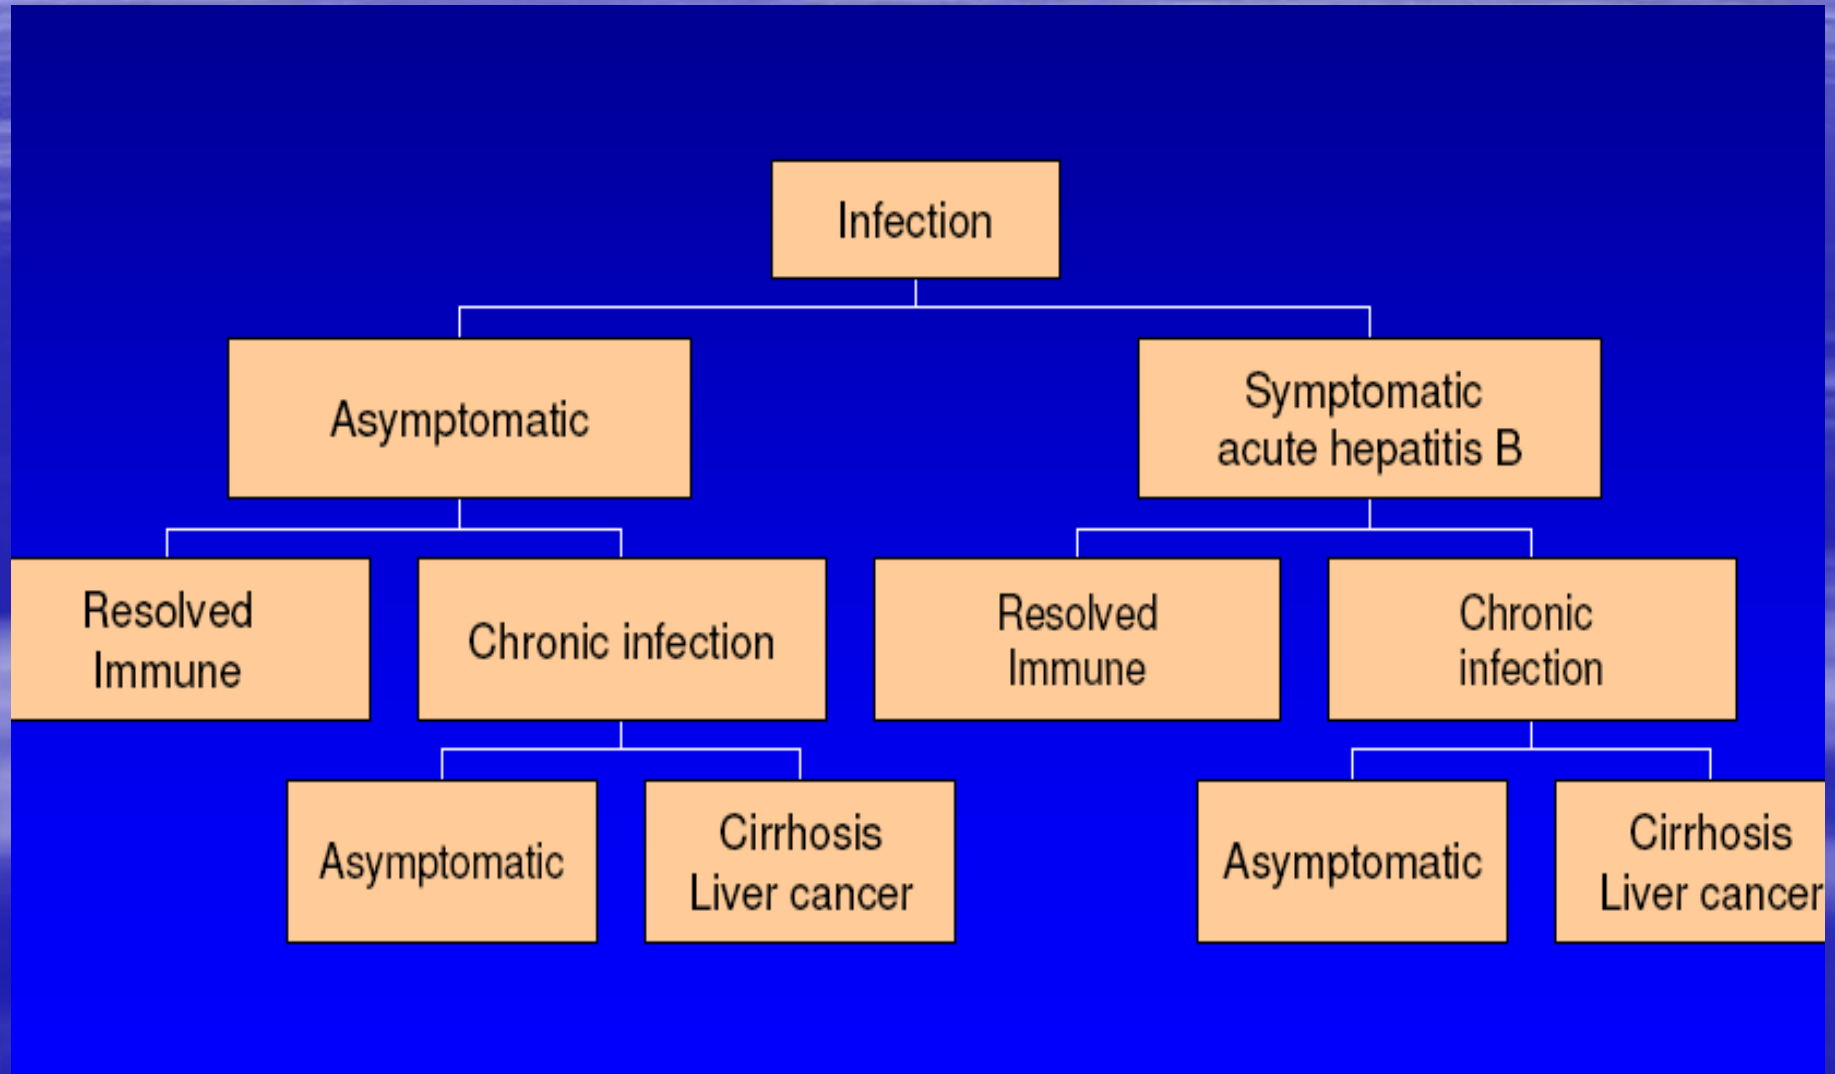 Infection
Asymptomatic
Symptomatic
acute hepatitis B
Resolved
Immune
Chronic infection
Resolved
Immune
Chronic
infection
Asymptomatic
Cirrhosis
Liver cancer
Asymptomatic
Cirrhosis
Liver cancer